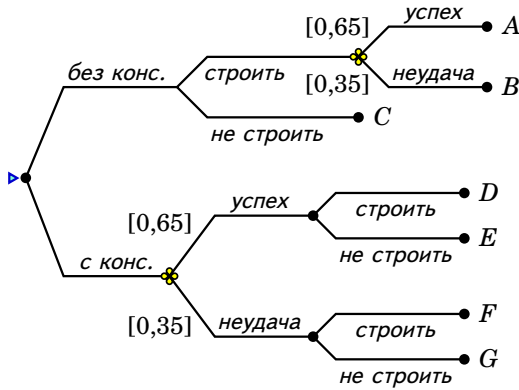 [0,65]
успех
A
без конс.
строить
[0,35]
неудача
B
C
не строить
[0,65]
успех
D
строить
E
не строить
с конс.
[0,35]
неудача
F
строить
G
не строить